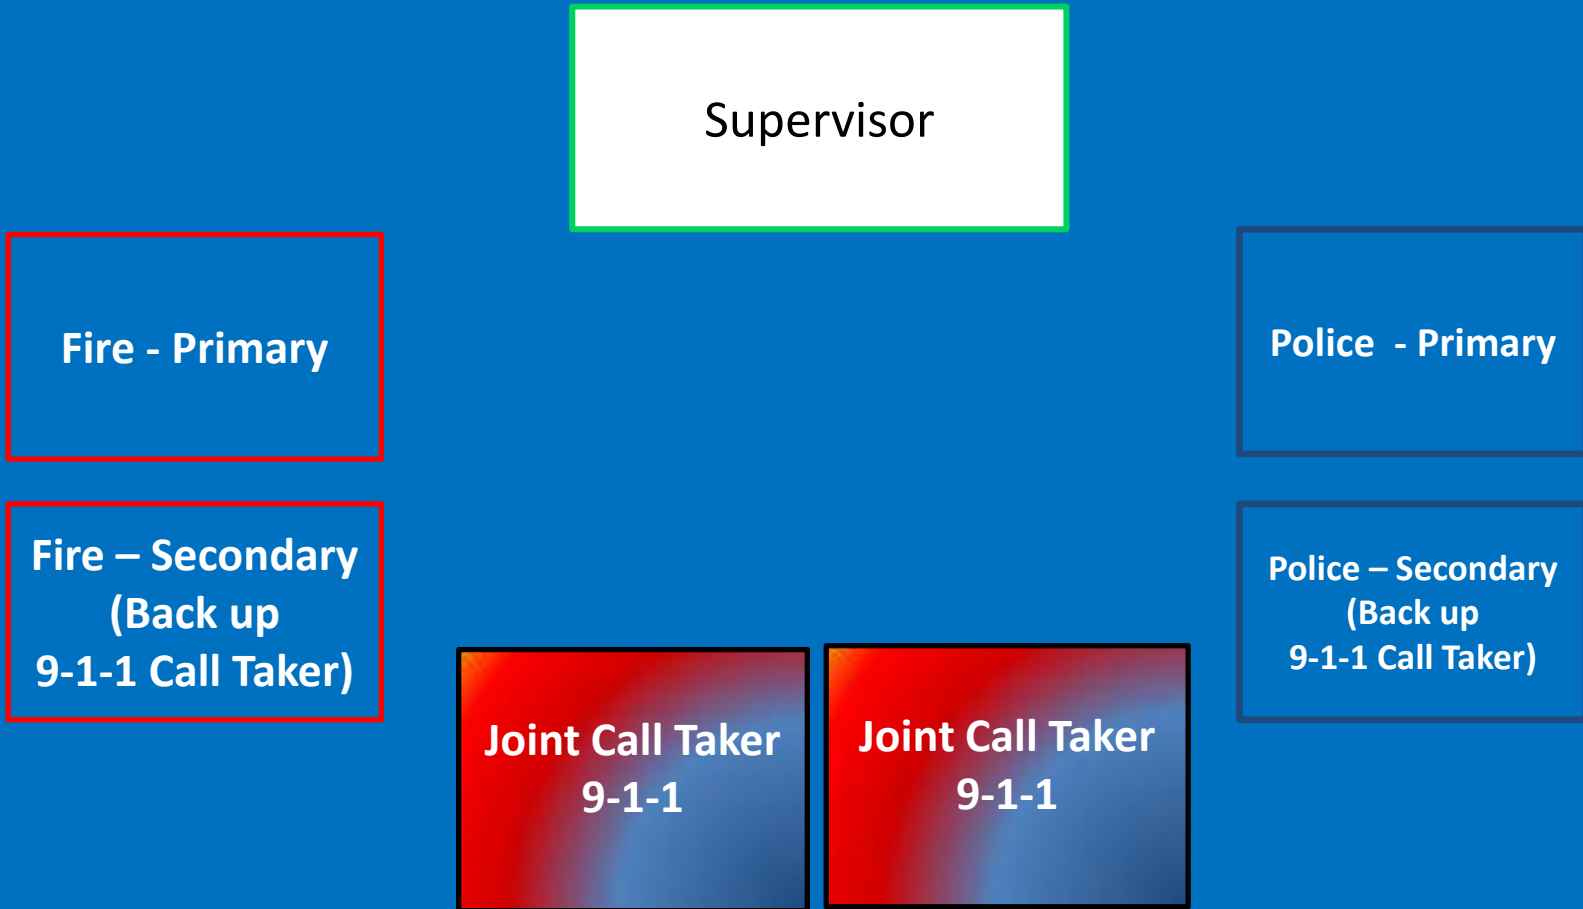 Supervisor
Fire - Primary
Police  - Primary
Fire – Secondary
(Back up
9-1-1 Call Taker)
Police – Secondary
(Back up
9-1-1 Call Taker)
Joint Call Taker
9-1-1
Joint Call Taker
9-1-1